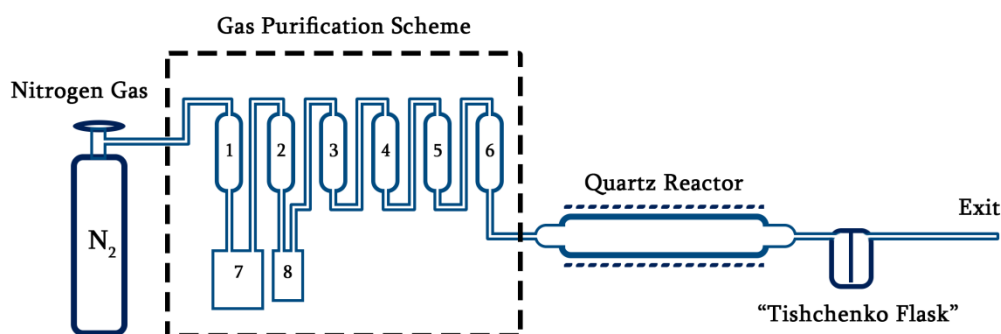 Gas Purification Scheme
Nitrogen Gas
1 2 3 4 5 6
Quartz Reactor
Exit
N2
7 8
“Tishchenko Flask”